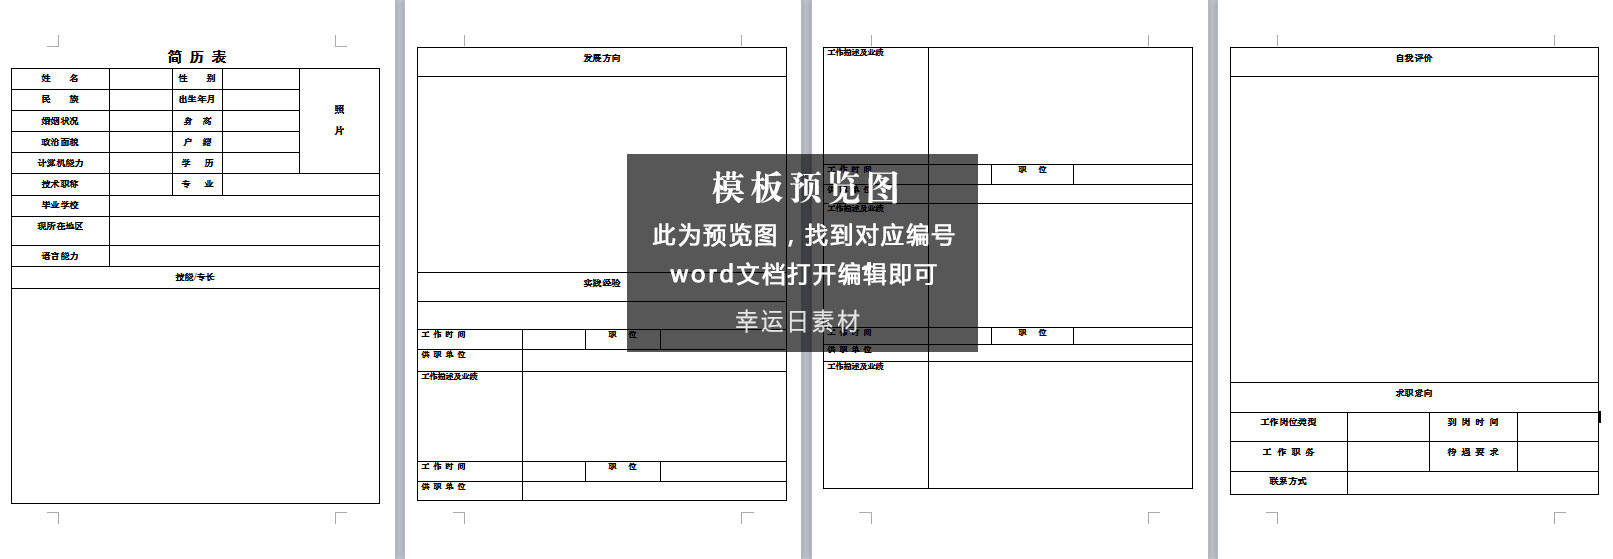 简 历 表
姓 名
性 别
照
片
民 族
出生年月
婚姻状况
身 高
政治面貌
户 籍
计算机能力
学 历
技术职称
专 业
毕业学校
现所在地区
语言能力
技能/专长
发展方向
实践经验
工 作 时 间
职 位
供 职 单 位
工作描述及业绩
工 作 时 间
职 位
供 职 单 位
工作描述及业绩
工 作 时 间
职 位
供 职 单 位
工作描述及业绩
工 作 时 间
职 位
供 职 单 位
工作描述及业绩
自我评价
求职意向
工作岗位类型
到 岗 时 间
工 作 职 务
待 遇 要 求
联系方式
模板预览图
此为预览图，找到对应编号
word文档打开编辑即可
幸运日素材